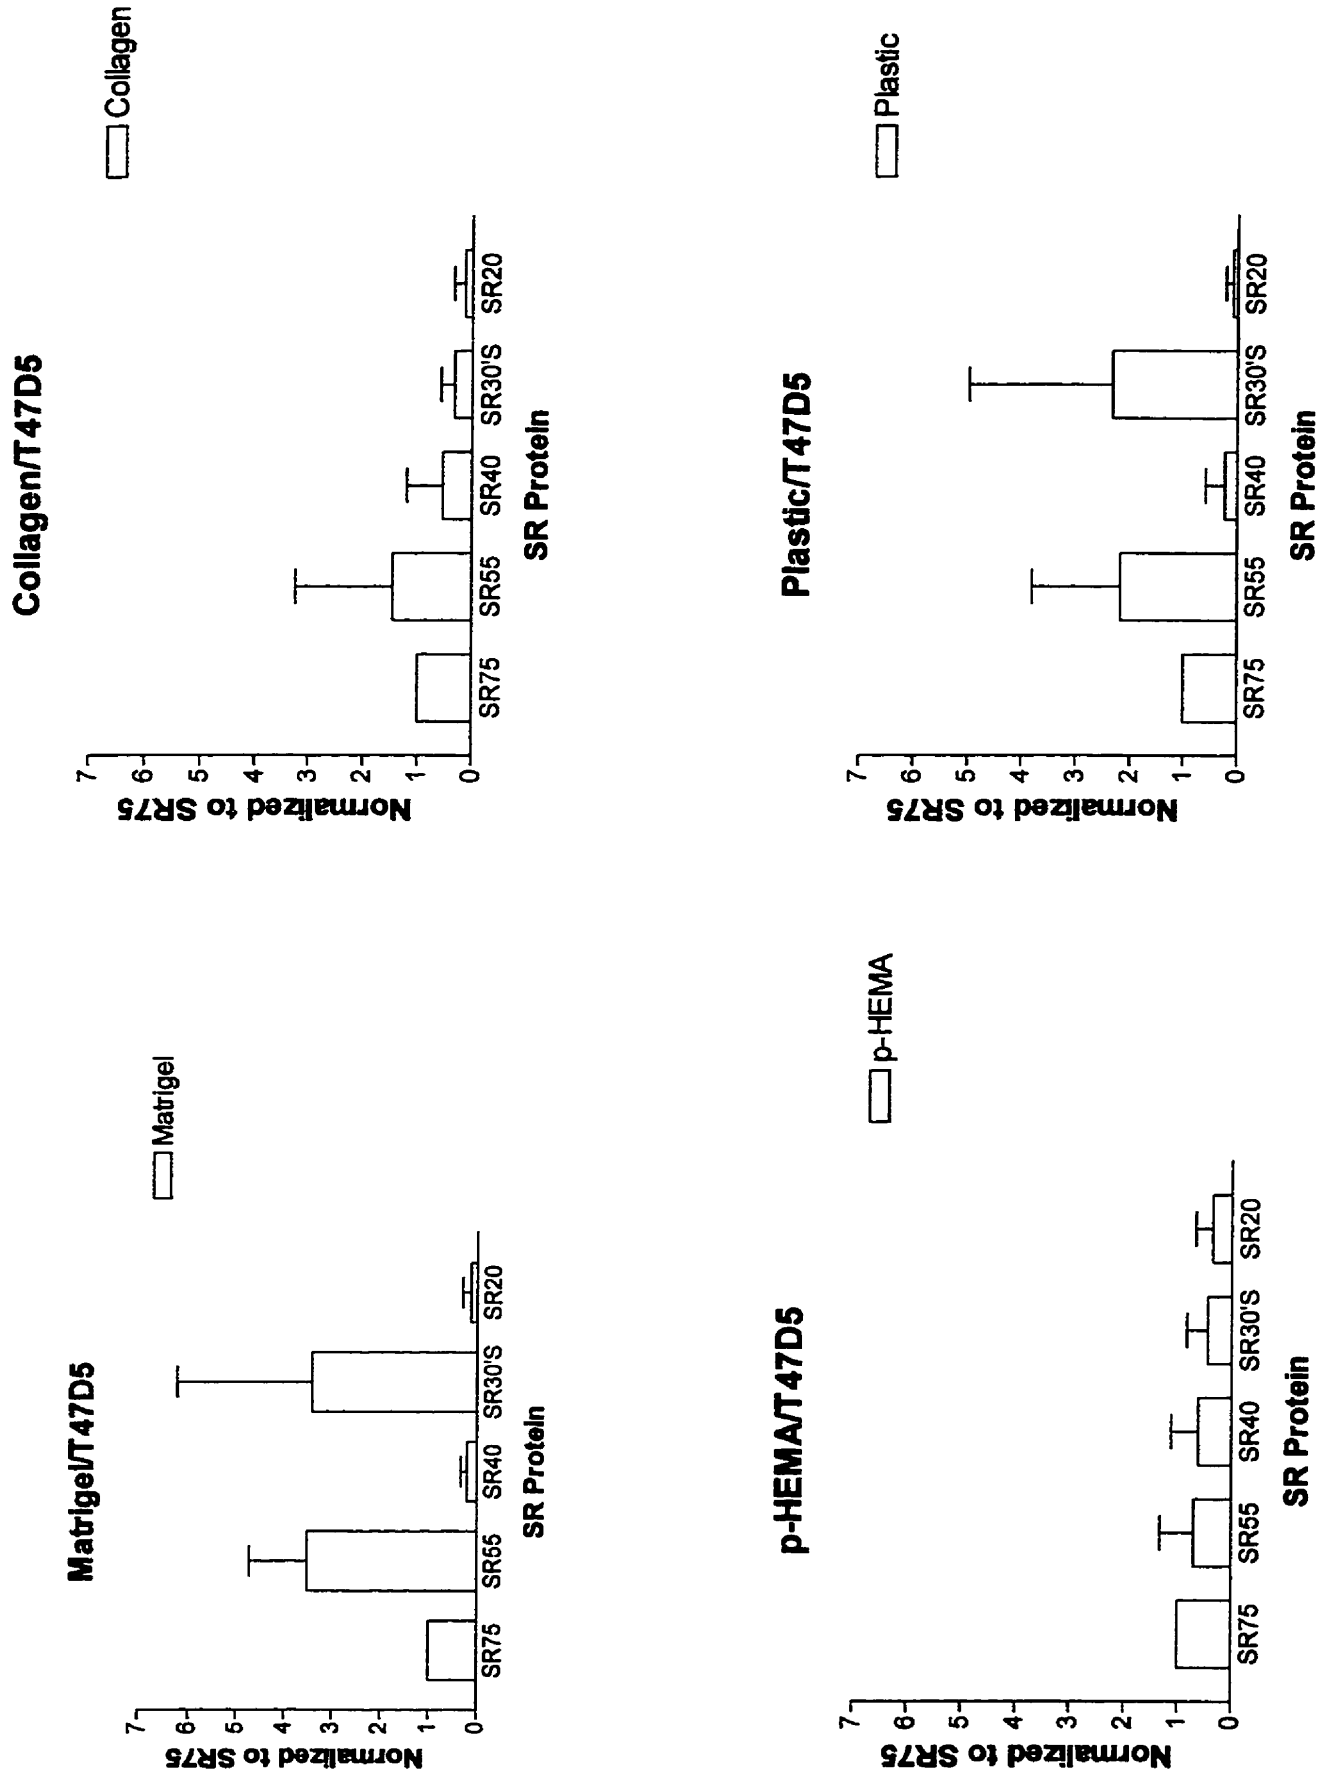 Matrigel/T47D5
Matrigel
Normalized to SR75
7
6
5
4
3
2
1
0
SR75
SR55
SR40
SR30'S
SR20
SR Protein
Collagen/T47D5
Collagen
Normalized to SR75
7
6
5
4
3
2
1
0
SR75
SR55
SR40
SR30'S
SR20
SR Protein
p-HEMA/T47D5
p-HEMA
Normalized to SR75
7
6
5
4
3
2
1
0
SR75
SR55
SR40
SR30'S
SR20
SR Protein
Plastic/T47D5
Plastic
Normalized to SR75
7
6
5
4
3
2
1
0
SR75
SR55
SR40
SR30'S
SR20
SR Protein